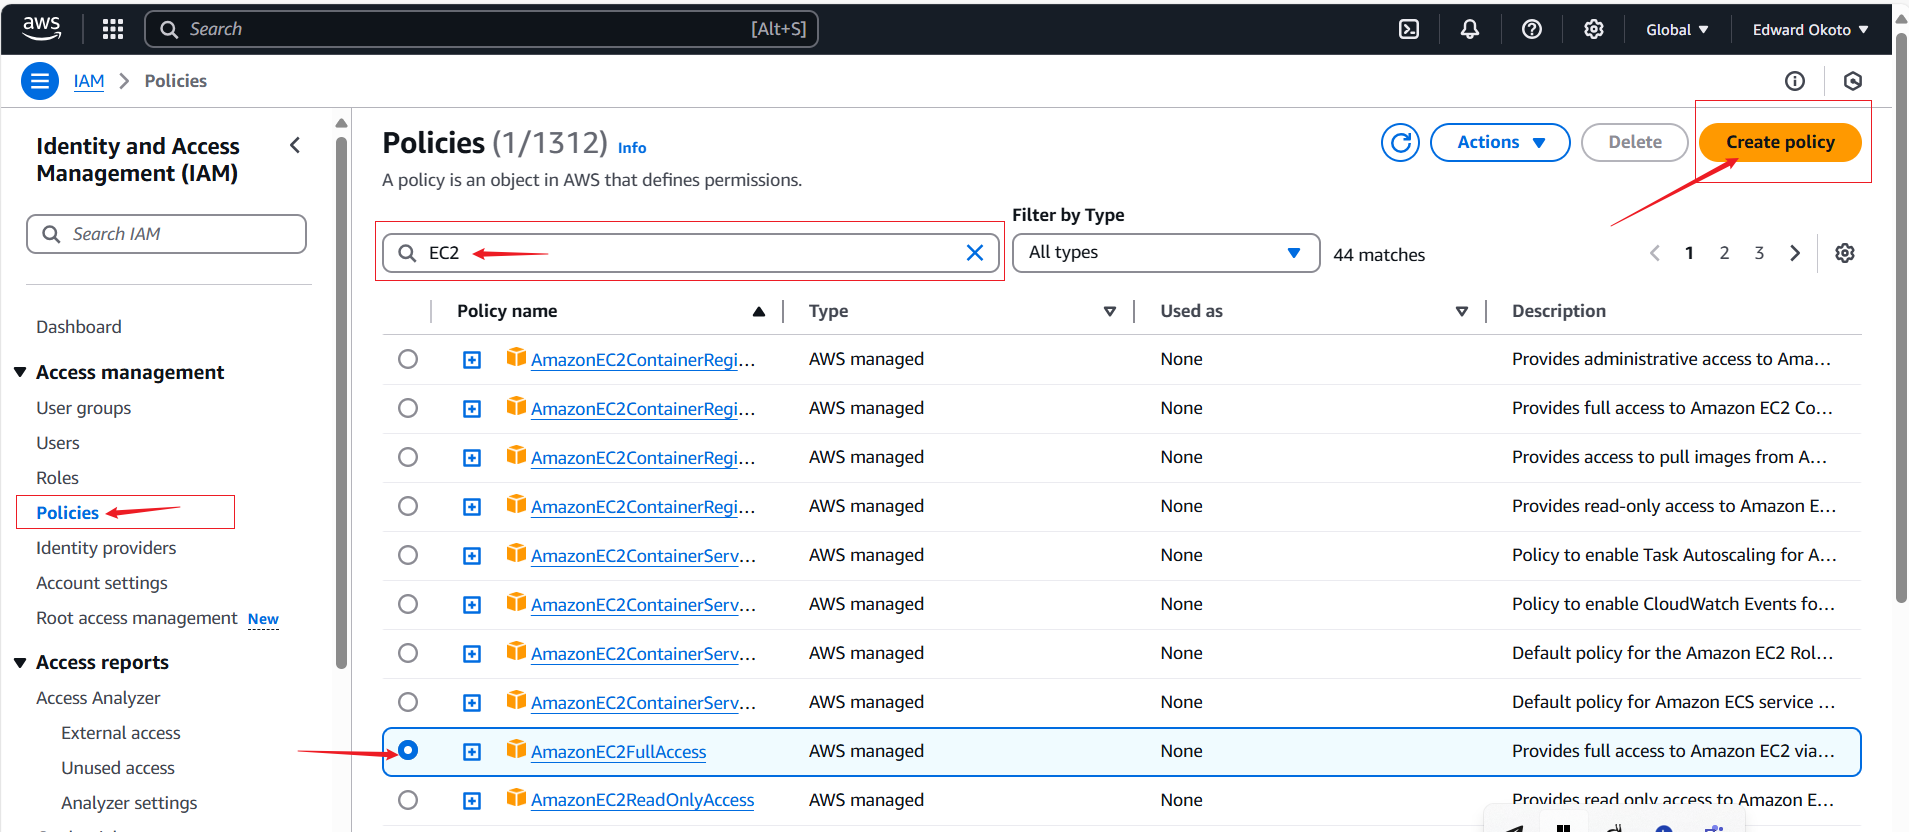 aws
Search [Alt+S]
Global
Edward Okoto
IAM
Policies
Identity and Access
Management (IAM)
Search IAM
Dashboard
Access management
User groups
Users
Roles
Policies
Identity providers
Account settings
Root access management New
Access reports
Access Analyzer
External access
Unused access
Analyzer settings
Policies (1/1312) Info
Actions
Delete
Create policy
A policy is an object in AWS that defines permissions.
Filter by Type
EC2
All types
44 matches
1 2 3
Policy name Type Used as Description
AmazonEC2ContainerRegi... AWS managed None Provides administrative access to Ama...
AmazonEC2ContainerRegi... AWS managed None Provides full access to Amazon EC2 Co...
AmazonEC2ContainerRegi... AWS managed None Provides access to pull images from A...
AmazonEC2ContainerRegi... AWS managed None Provides read-only access to Amazon E...
AmazonEC2ContainerServ... AWS managed None Policy to enable Task Autoscaling for A...
AmazonEC2ContainerServ... AWS managed None Policy to enable CloudWatch Events fo...
AmazonEC2ContainerServ... AWS managed None Default policy for the Amazon EC2 Rol...
AmazonEC2ContainerServ... AWS managed None Default policy for Amazon ECS service ...
AmazonEC2FullAccess AWS managed None Provides full access to Amazon EC2 via...
AmazonEC2ReadOnlyAccess AWS managed None Provides read only access to Amazon E...